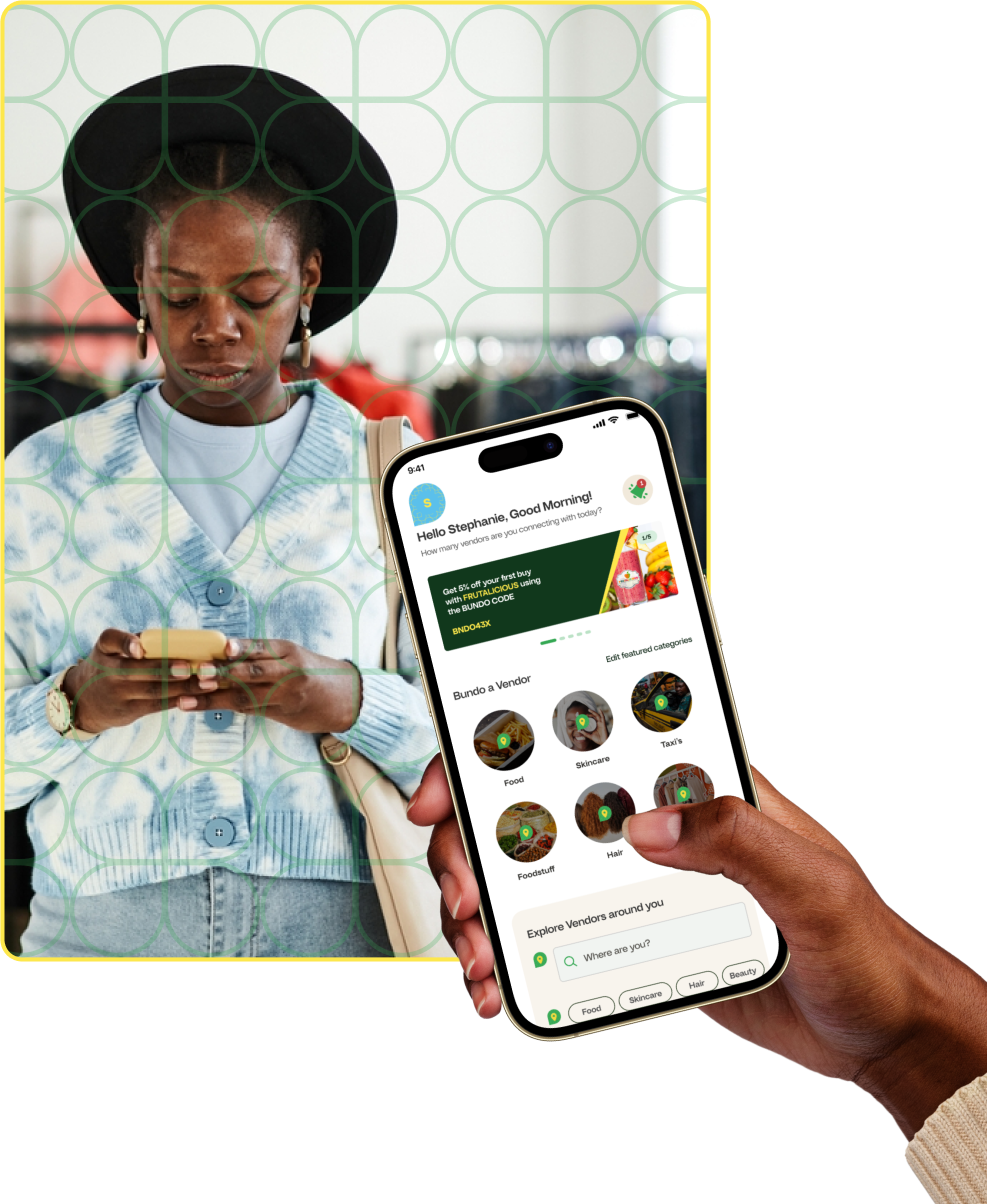 9:41
S
1
Hello Stephanie, Good Morning!
How many vendors are you connecting with today?
1/5
Get 5% off your first buy
with FRUTALICIOUS using
the BUNDO CODE
BNDO43X
Edit featured categories
Bundo a Vendor
Food
Skincare
Taxi's
Foodstuff
Hair
Explore Vendors around you
Where are you?
Food
Skincare
Hair
Beauty